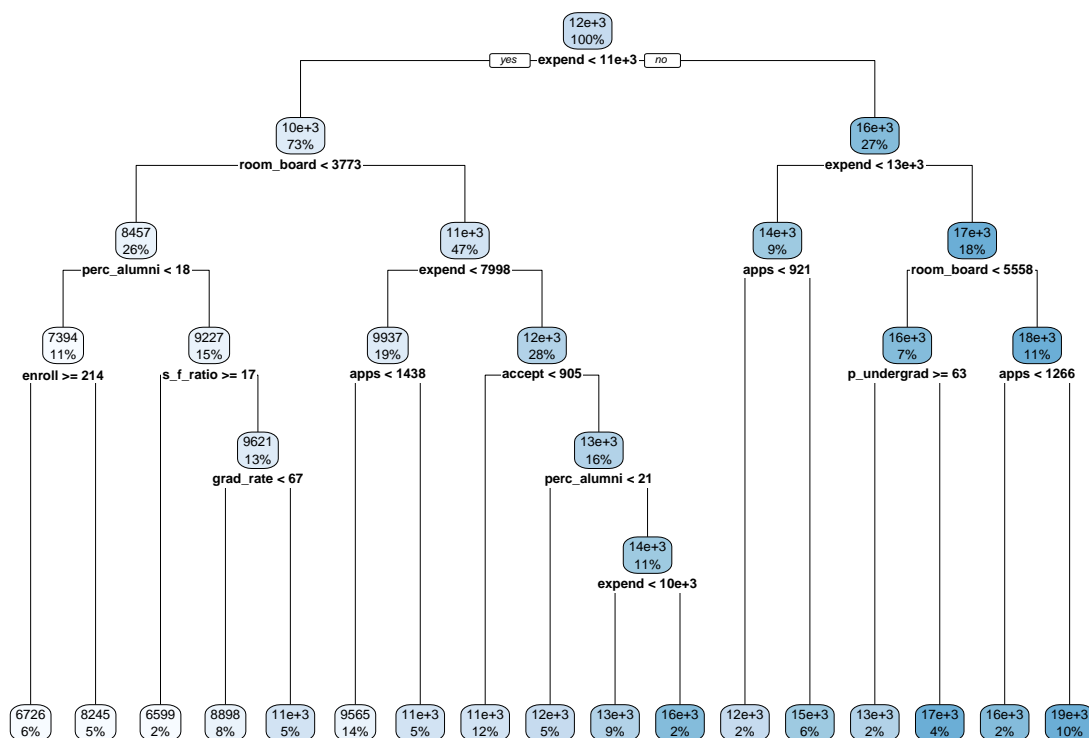 12e+3
100%
yes expend < 11e+3 no
10e+3
73%
room_board < 3773
16e+3
27%
expend < 13e+3
8457
26%
perc_alumni < 18
11e+3
47%
expend < 7998
14e+3
9%
apps < 921
17e+3
18%
room_board < 5558
7394
11%
enroll >= 214
9227
15%
s_f_ratio >= 17
9937
19%
apps < 1438
12e+3
28%
accept < 905
16e+3
7%
p_undergrad >= 63
18e+3
11%
apps < 1266
9621
13%
grad_rate < 67
13e+3
16%
perc_alumni < 21
14e+3
11%
expend < 10e+3
6726
6%
8245
5%
6599
2%
8898
8%
11e+3
5%
9565
14%
11e+3
5%
11e+3
12%
12e+3
5%
13e+3
9%
16e+3
2%
12e+3
2%
15e+3
6%
13e+3
2%
17e+3
4%
16e+3
2%
19e+3
10%